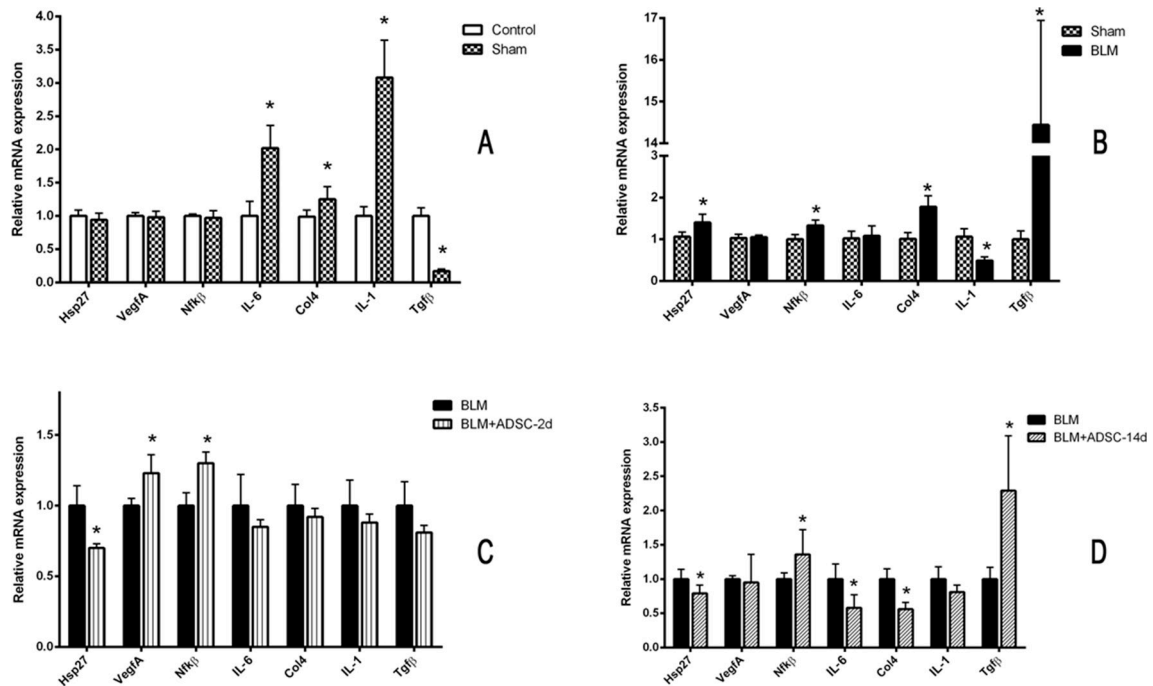 4.0
3.5
3.0
2.5
2.0
1.5
1.0
0.5
0.0
Relative mRNA expression
Control
Sham
*
*
*
*
A
Hsp27
VegfA
Nfkβ
IL-6
Col4
IL-1
Tgfβ
17
16
15
14
3
2
1
0
Relative mRNA expression
Sham
BLM
*
*
*
*
*
B
Hsp27
VegfA
Nfkβ
IL-6
Col4
IL-1
Tgfβ
1.5
1.0
0.5
0.0
Relative mRNA expression
BLM
BLM+ADSC-2d
*
*
*
C
Hsp27
VegfA
Nfkβ
IL-6
Col4
IL-1
Tgfβ
3.5
3.0
2.5
2.0
1.5
1.0
0.5
0.0
Relative mRNA expression
BLM
BLM+ADSC-14d
*
*
*
*
*
D
Hsp27
VegfA
Nfkβ
IL-6
Col4
IL-1
Tgfβ